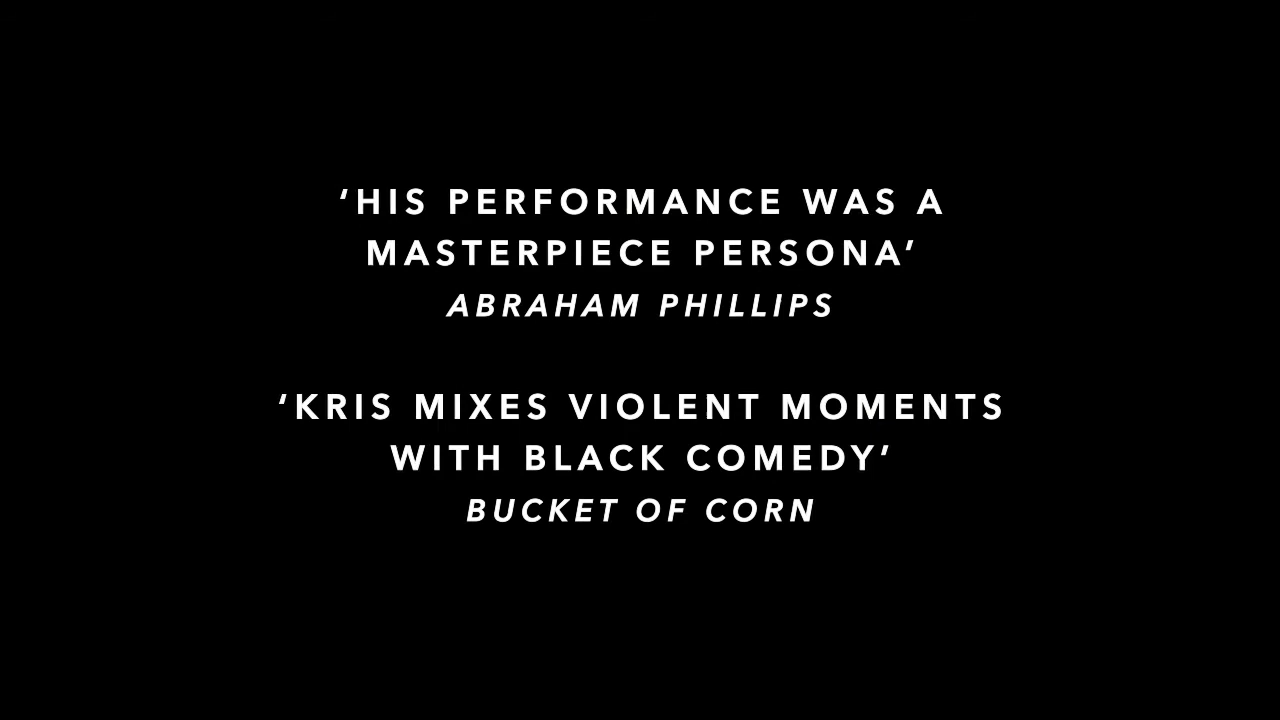 ‘HIS PERFORMANCE WAS A
MASTERPIECE PERSONA’
ABRAHAM PHILLIPS
‘KRIS MIXES VIOLENT MOMENTS
WITH BLACK COMEDY’
BUCKET OF CORN